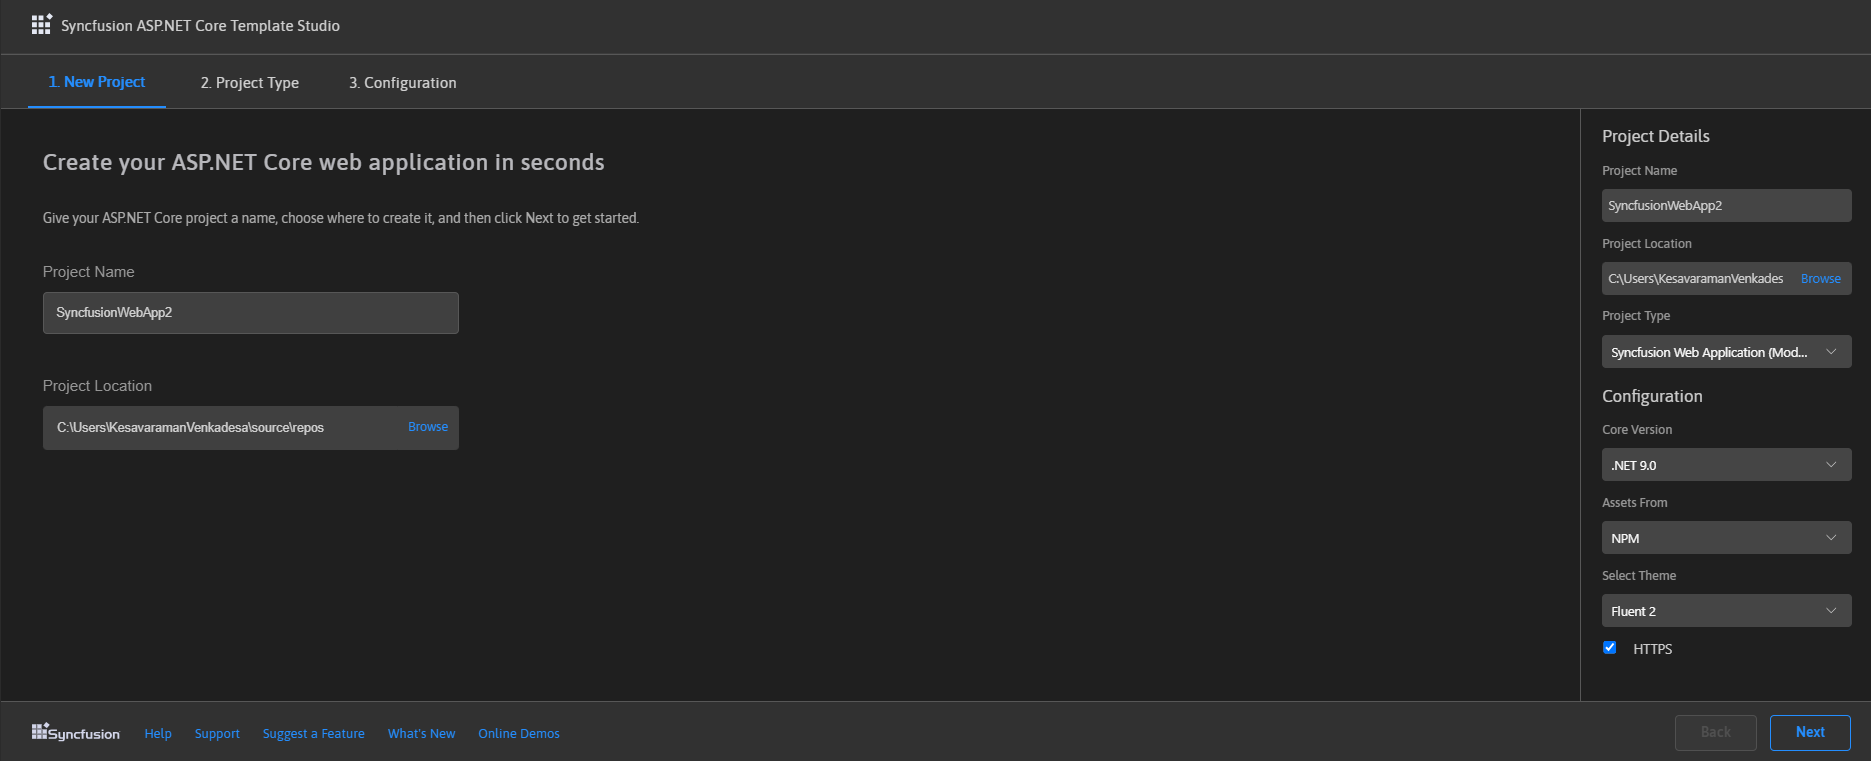 Syncfusion ASP.NET Core Template Studio
1. New Project
2. Project Type
3. Configuration
Create your ASP.NET Core web application in seconds
Give your ASP.NET Core project a name, choose where to create it, and then click Next to get started.
Project Name
SyncfusionWebApp2
Project Location
C:\Users\KesavaramanVenkadesa\source\repos
Browse
Project Details
Project Name
SyncfusionWebApp2
Project Location
C:\Users\KesavaramanVenkades
Browse
Project Type
Syncfusion Web Application (Mod...
Configuration
Core Version
.NET 9.0
Assets From
NPM
Select Theme
Fluent 2
HTTPS
Syncfusion
Help
Support
Suggest a Feature
What's New
Online Demos
Back
Next